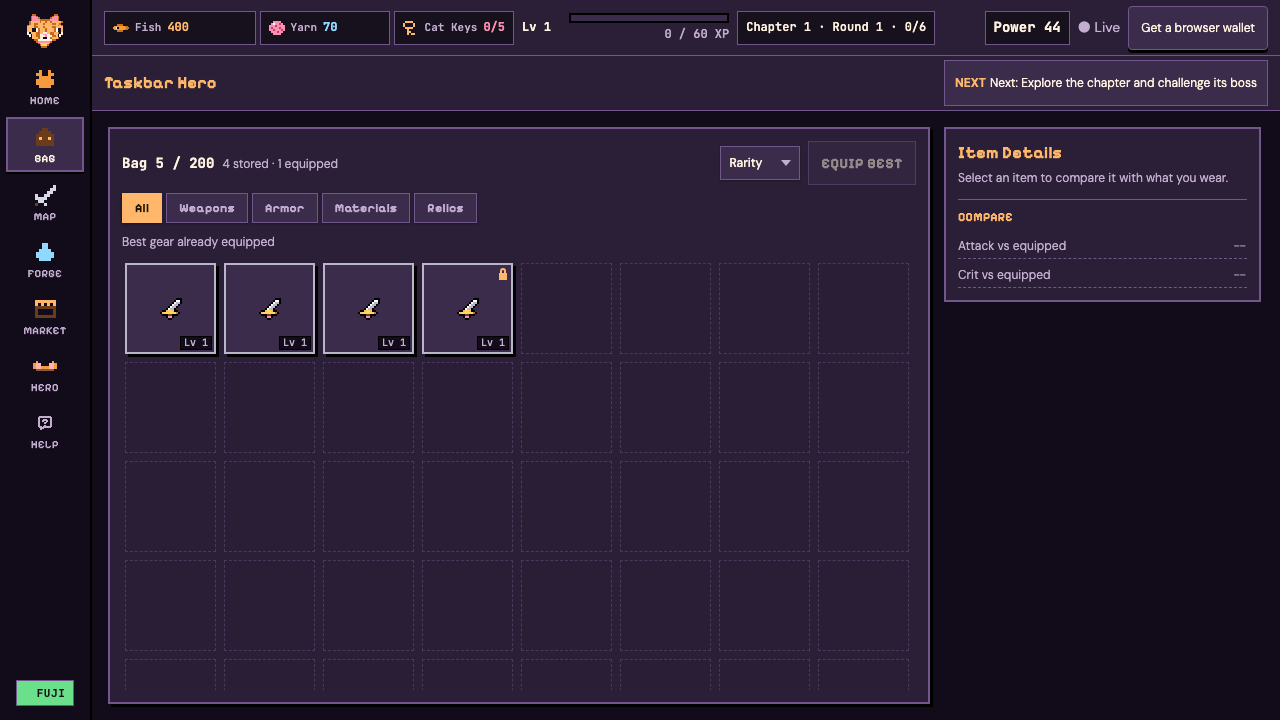 Fish 400
Yarn 70
Cat Keys 0/5
Lv 1
0 / 60 XP
Chapter 1 · Round 1 · 0/6
Power 44
Live
Get a browser wallet
HOME
BAG
MAP
FORGE
MARKET
HERO
HELP
FUJI
Taskbar Hero
NEXT Next: Explore the chapter and challenge its boss
Bag 5 / 200 4 stored · 1 equipped
Rarity
EQUIP BEST
All
Weapons
Armor
Materials
Relics
Best gear already equipped
Lv 1
Lv 1
Lv 1
Lv 1
Item Details
Select an item to compare it with what you wear.
COMPARE
Attack vs equipped —
Crit vs equipped —